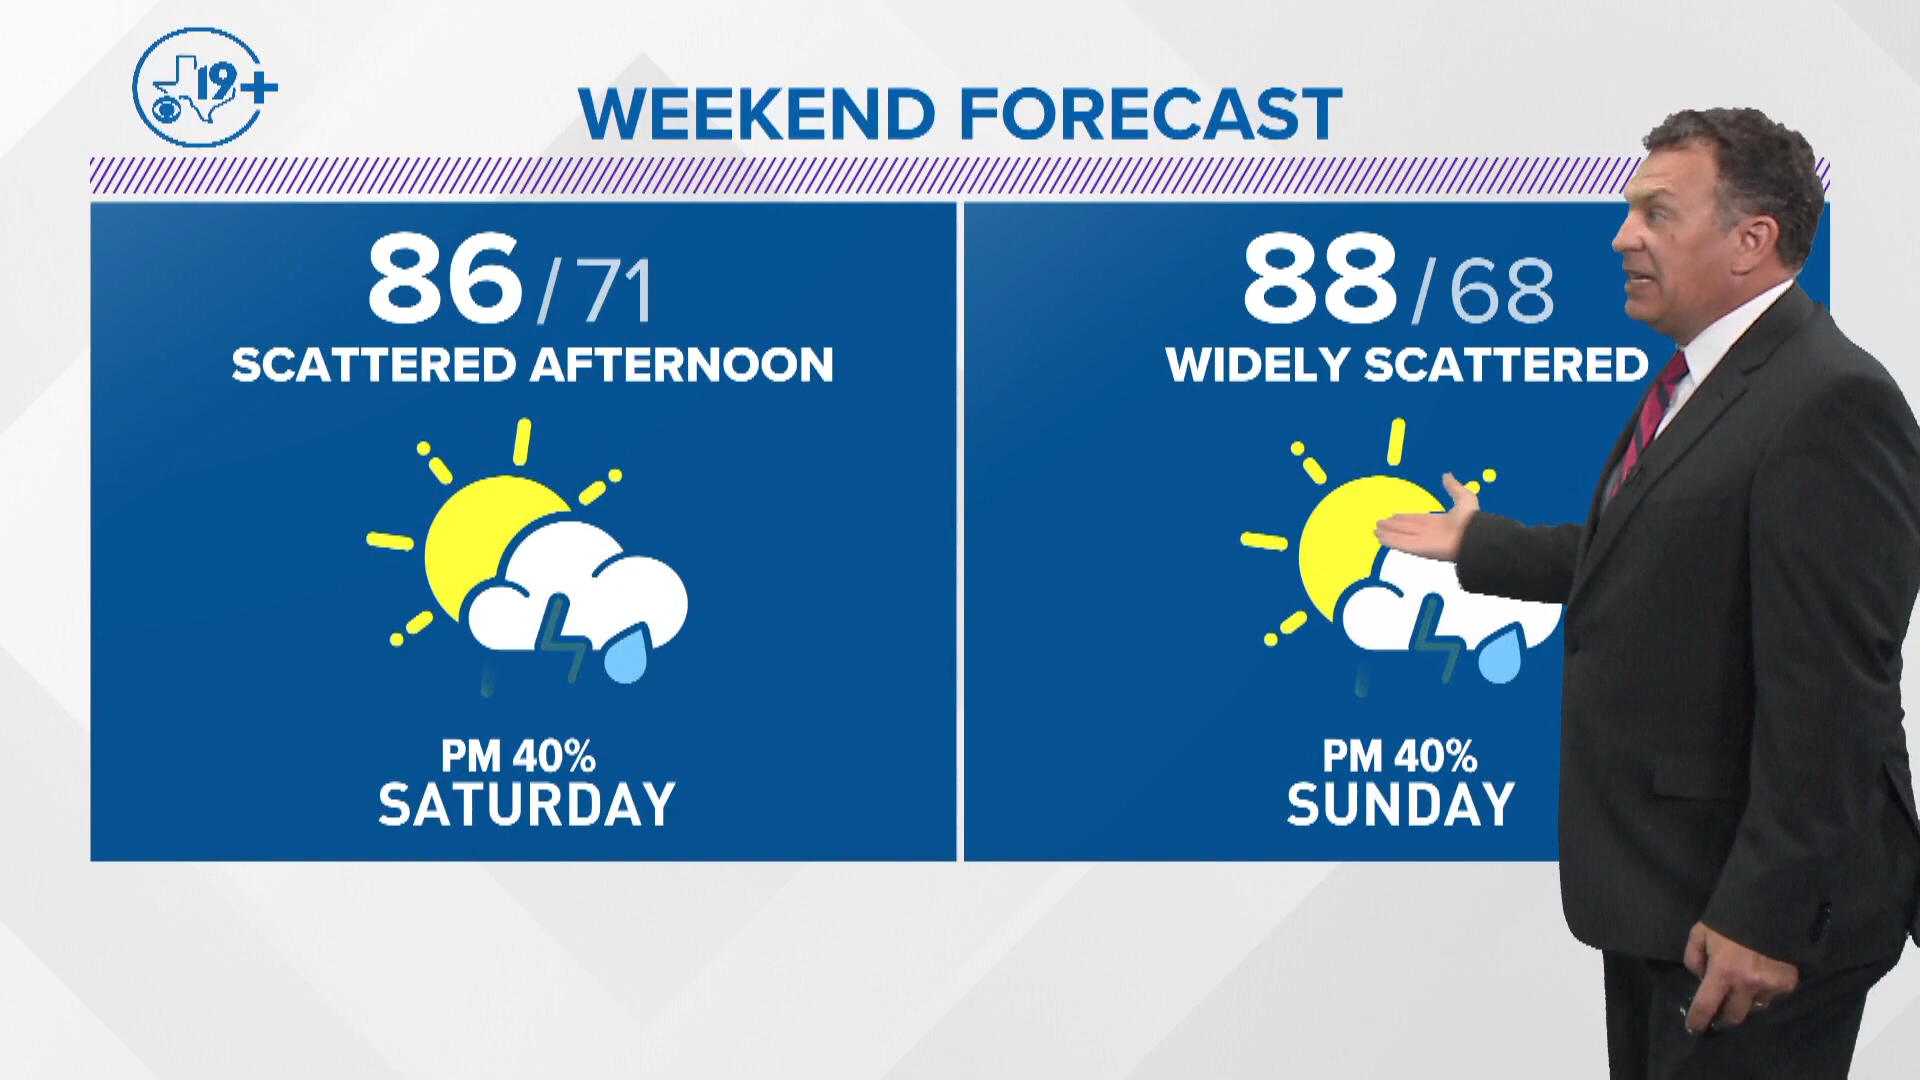 19+
WEEKEND FORECAST
86/71
SCATTERED AFTERNOON
PM 40%
SATURDAY
88/68
WIDELY SCATTERED
PM 40%
SUNDAY